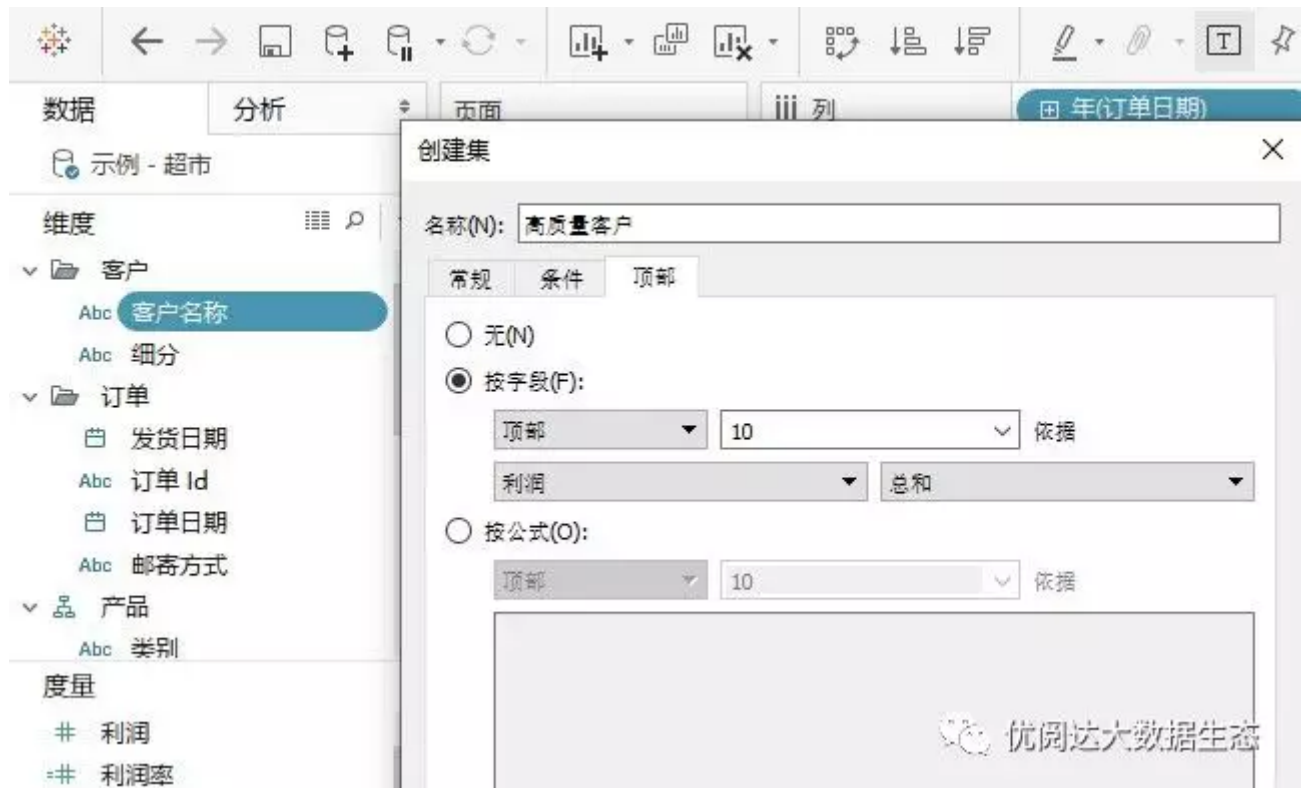 数据
分析
页面
iii 列
年(订单日期)
示例 - 超市
维度
客户
Abc 客户名称
Abc 细分
订单
发货日期
Abc 订单 Id
订单日期
Abc 邮寄方式
产品
Abc 类别
度量
# 利润
=# 利润率
创建集
名称(N): 高质量客户
常规 条件 顶部
无(N)
按字段(F):
顶部 10 依据
利润 总和
按公式(O):
顶部 10 依据
优阅达大数据生态